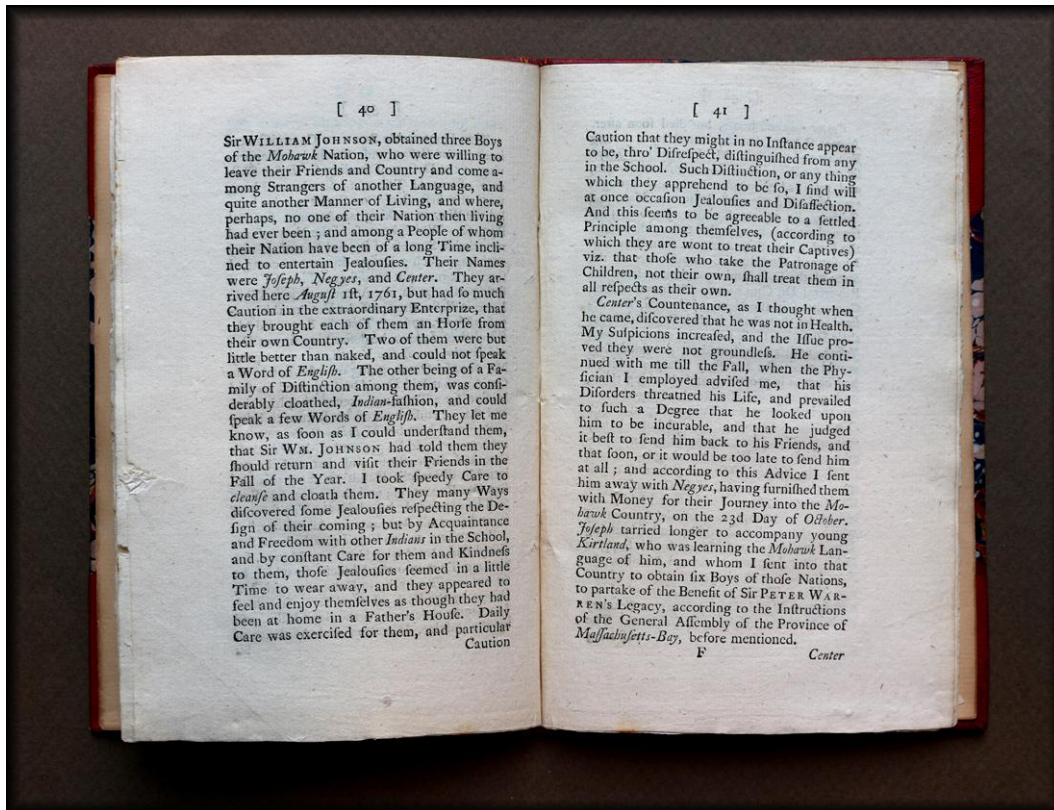 [ 40 ]
Sir WILLIAM JOHNSON, obtained three Boys
of the Mohawk Nation, who were willing to
leave their Friends and Country and come a-
mong Strangers of another Language, and
quite another Manner of Living, and where,
perhaps, no one of their Nation then living
had ever been ; and among a People of whom
their Nation have been of a long Time incli-
ned to entertain Jealouſies. Their Names
were Joſeph, Negyes, and Center. They ar-
rived here Auguſt 1ſt, 1761, but had ſo much
Caution in the extraordinary Enterprize, that
they brought each of them an Horſe from
their own Country. Two of them were but
little better than naked, and could not ſpeak
a Word of Engliſh. The other being of a Fa-
mily of Diſtinction among them, was conſi-
derably cloathed, Indian-faſhion, and could
ſpeak a few Words of Engliſh. They let me
know, as ſoon as I could underſtand them,
that Sir WM. JOHNSON had told them they
ſhould return and viſit their Friends in the
Fall of the Year. I took ſpeedy Care to
cleanſe and cloath them. They many Ways
diſcovered ſome Jealouſies reſpecting the De-
ſign of their coming ; but by Acquaintance
and Freedom with other Indians in the School,
and by conſtant Care for them and Kindneſs
to them, thoſe Jealouſies ſeemed in a little
Time to wear away, and they appeared to
feel and enjoy themſelves as though they had
been at home in a Father's Houſe. Daily
Care was exerciſed for them, and particular
Caution
[ 41 ]
Caution that they might in no Inſtance appear
to be, thro' Diſreſpect, diſtinguiſhed from any
in the School. Such Diſtinction, or any thing
which they apprehend to be ſo, I find will
at once occaſion Jealouſies and Diſaffection.
And this ſeems to be agreeable to a ſettled
Principle among themſelves, (according to
which they are wont to treat their Captives)
viz. that thoſe who take the Patronage of
Children, not their own, ſhall treat them in
all reſpects as their own.
Center's Countenance, as I thought when
he came, diſcovered that he was not in Health.
My Suſpicions increaſed, and the Iſſue pro-
ved they were not groundleſs. He conti-
nued with me till the Fall, when the Phy-
ſician I employed adviſed me, that his
Diſorders threatned his Life, and prevailed
to ſuch a Degree that he looked upon
him to be incurable, and that he judged
it beſt to ſend him back to his Friends, and
that ſoon, or it would be too late to ſend him
at all ; and according to this Advice I ſent
him away with Negyes, having furniſhed them
with Money for their Journey into the Mo-
hawk Country, on the 23d Day of October.
Joſeph tarried longer to accompany young
Kirtland, who was learning the Mohawk Lan-
guage of him, and whom I ſent into that
Country to obtain ſix Boys of thoſe Nations,
to partake of the Benefit of Sir PETER WAR-
REN's Legacy, according to the Inſtructions
of the General Aſſembly of the Province of
Maſſachuſetts-Bay, before mentioned.
F Center